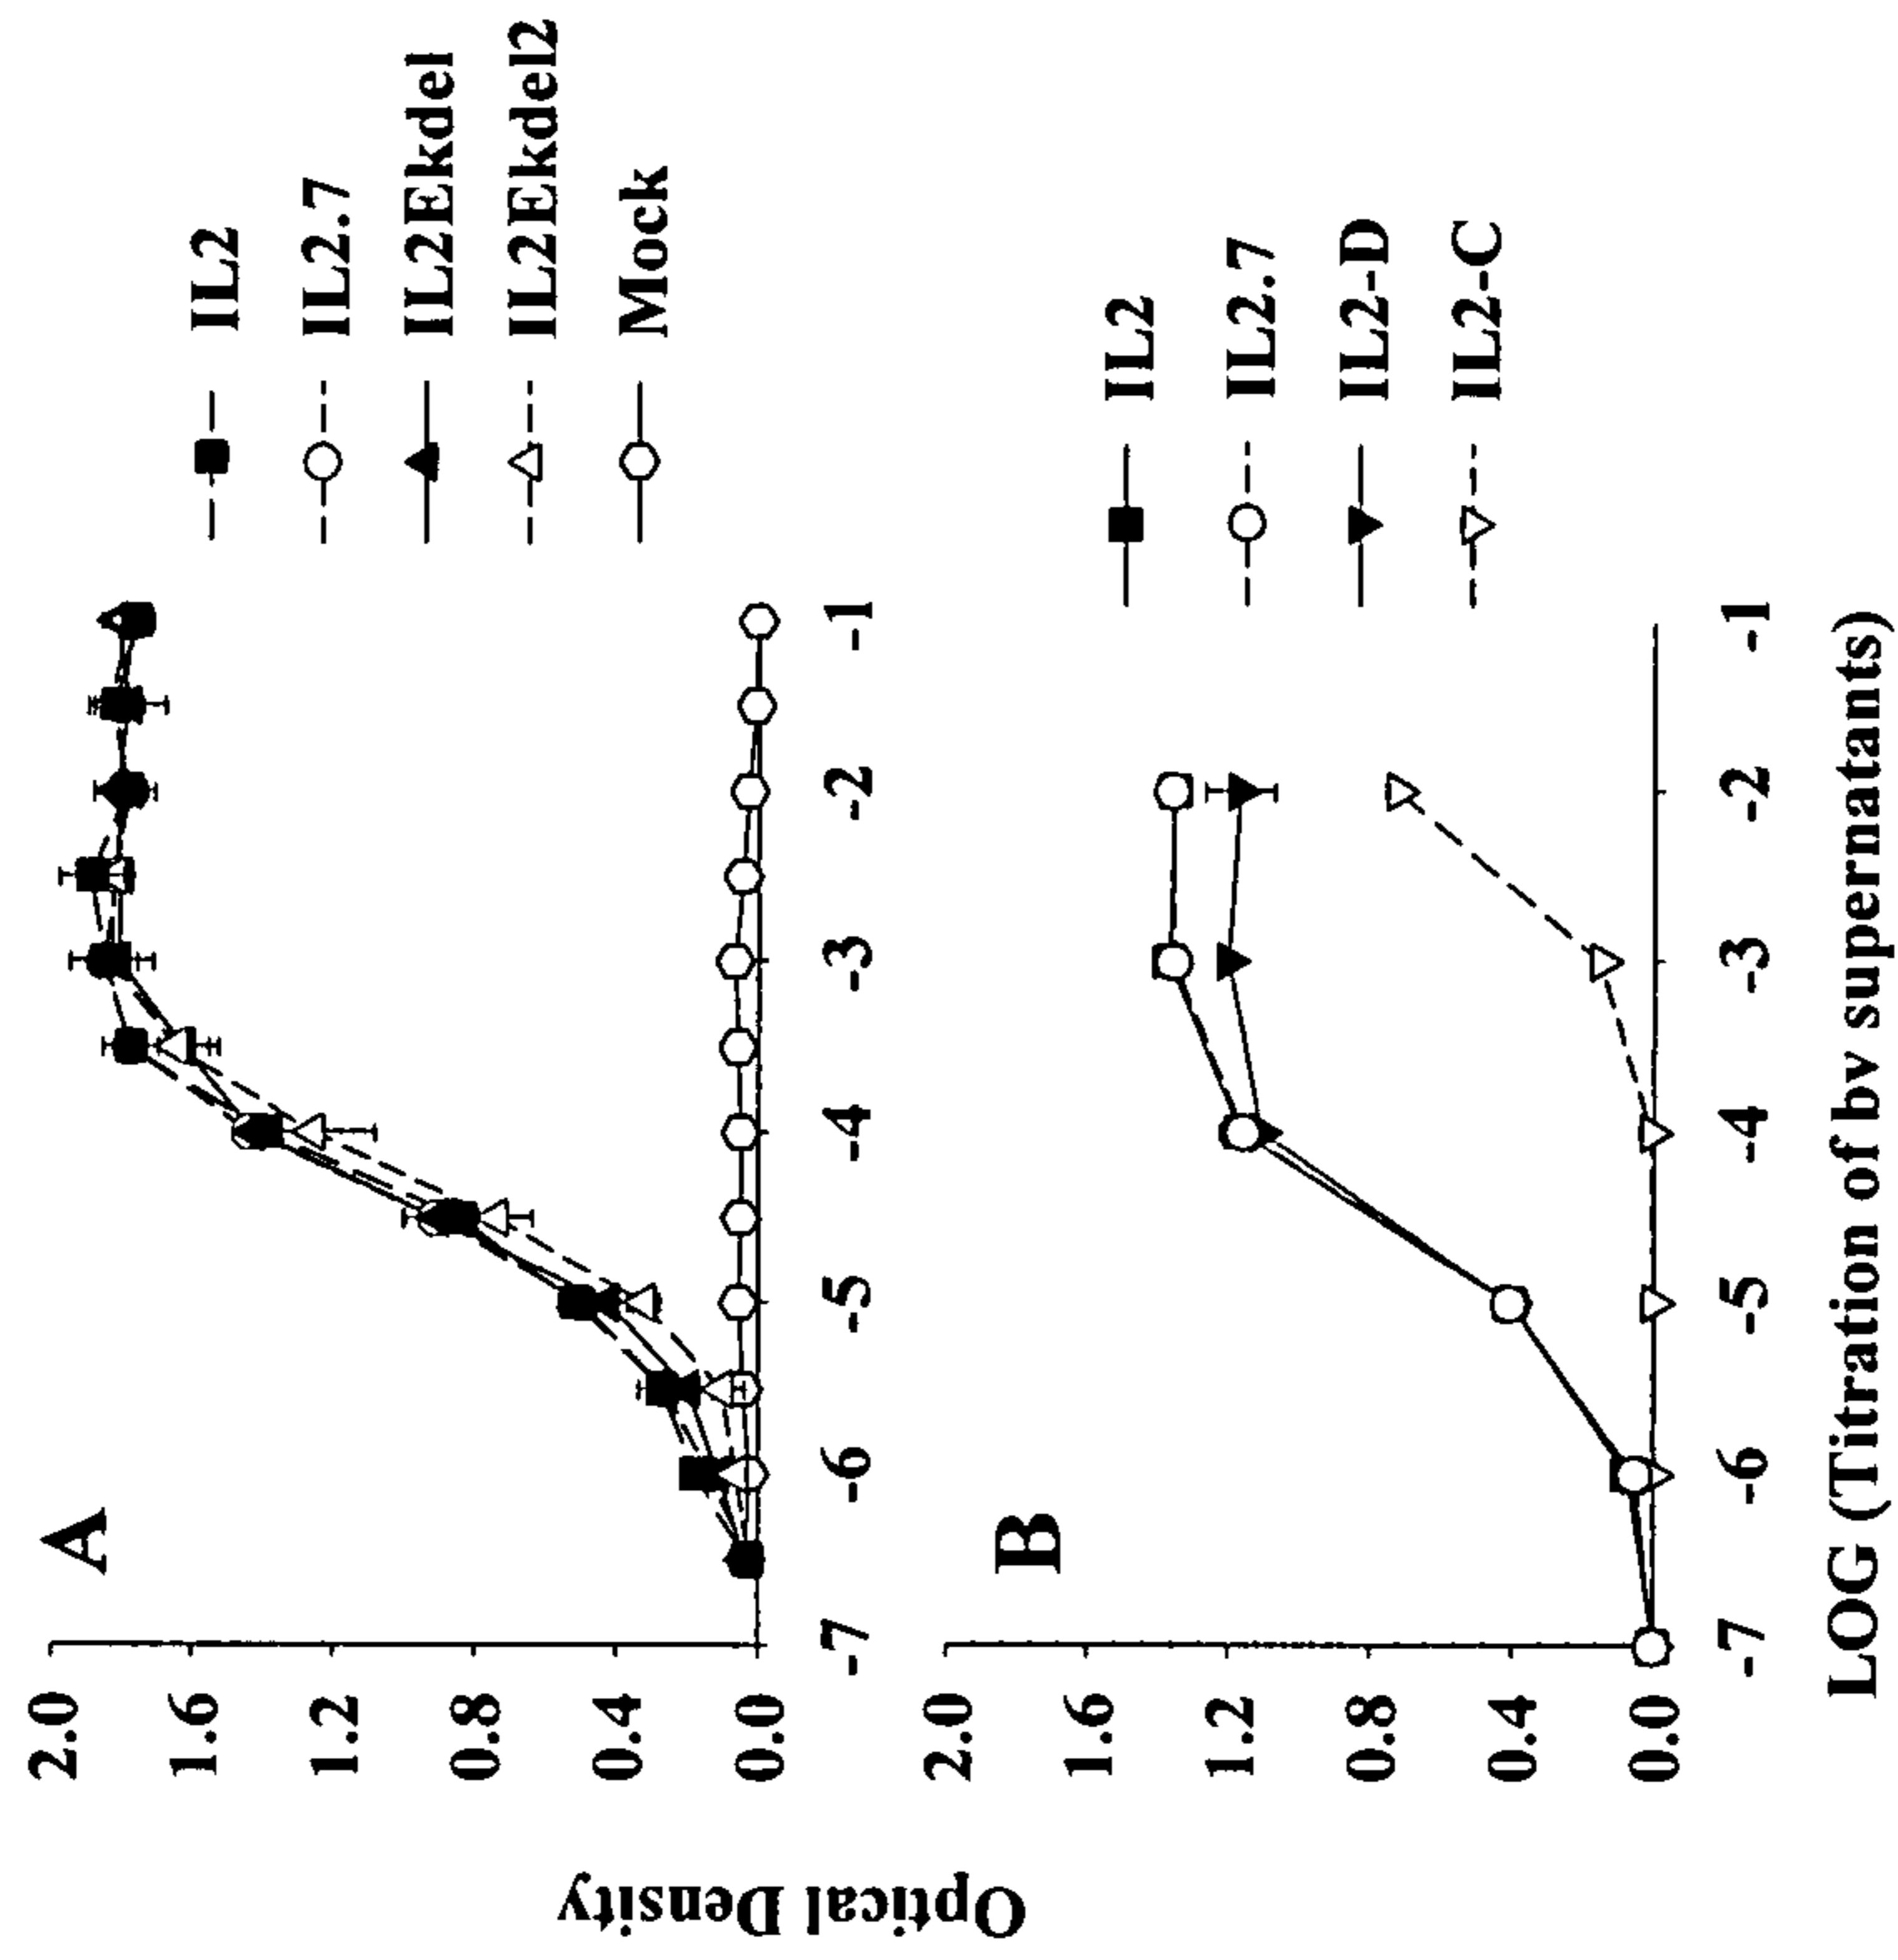 A
Optical Density
2.0
1.6
1.2
0.8
0.4
0.0
-7
-6
-5
-4
-3
-2
-1
IL2
IL2.7
IL2Ekdel
IL2Ekdel2
Mock
B
2.0
1.6
1.2
0.8
0.4
0.0
-7
-6
-5
-4
-3
-2
-1
IL2
IL2.7
IL2-D
IL2-C
LOG (Titration of bv supernatants)